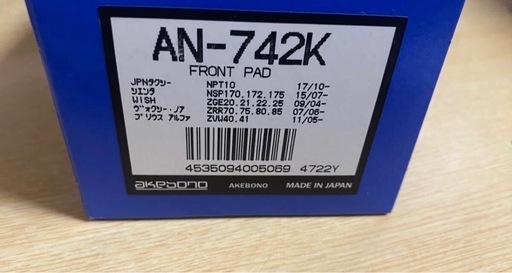 AN-742K
FRONT PAD
JPNタクシー NPT10 17/10-
シエンタ NSP170.172.175 15/07-
WISH ZGE20.21.22.25 09/04-
ヴォクシー・ノア ZRR70.75.80.85 07/06-
プリウス アルファ ZVW40.41 11/05-
4535094005069 4722Y
akebono AKEBONO MADE IN JAPAN